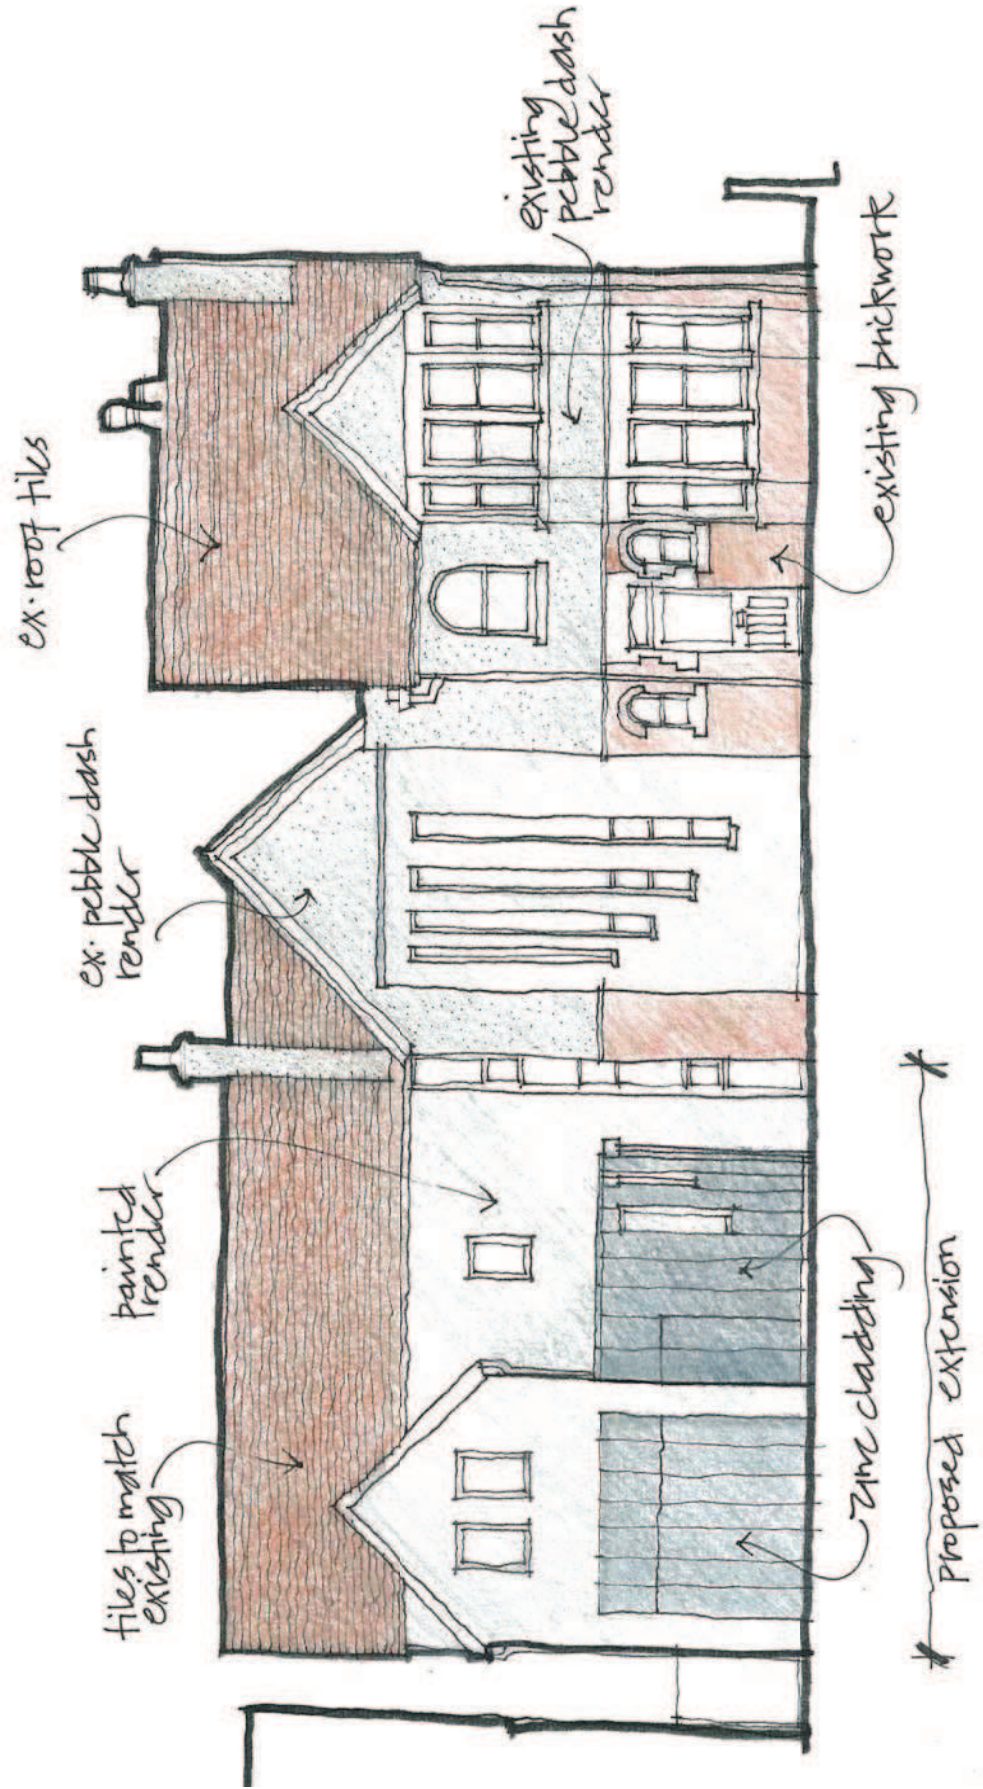 tiles to match
existing
painted
render
ex. pebble dash
render
ex. roof tiles
existing
pebble dash
render
zinc cladding
existing brickwork
proposed extension